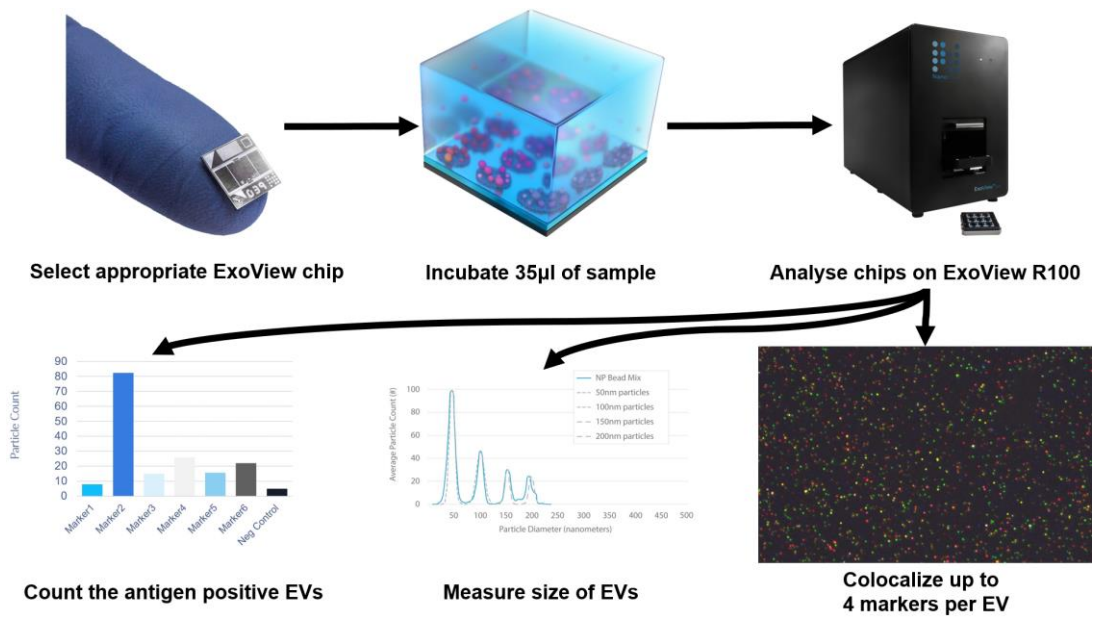 039
ExoView
Select appropriate ExoView chip
Incubate 35µl of sample
Analyse chips on ExoView R100
Particle Count
90
80
70
60
50
40
30
20
10
0
Marker1
Marker2
Marker3
Marker4
Marker5
Marker6
Neg Control
Average Particle Count (#)
100
80
60
40
20
0
NP Bead Mix
50nm particles
100nm particles
150nm particles
200nm particles
50 100 150 200 250 300 350 400 450 500
Particle Diameter (nanometers)
Count the antigen positive EVs
Measure size of EVs
Colocalize up to
4 markers per EV